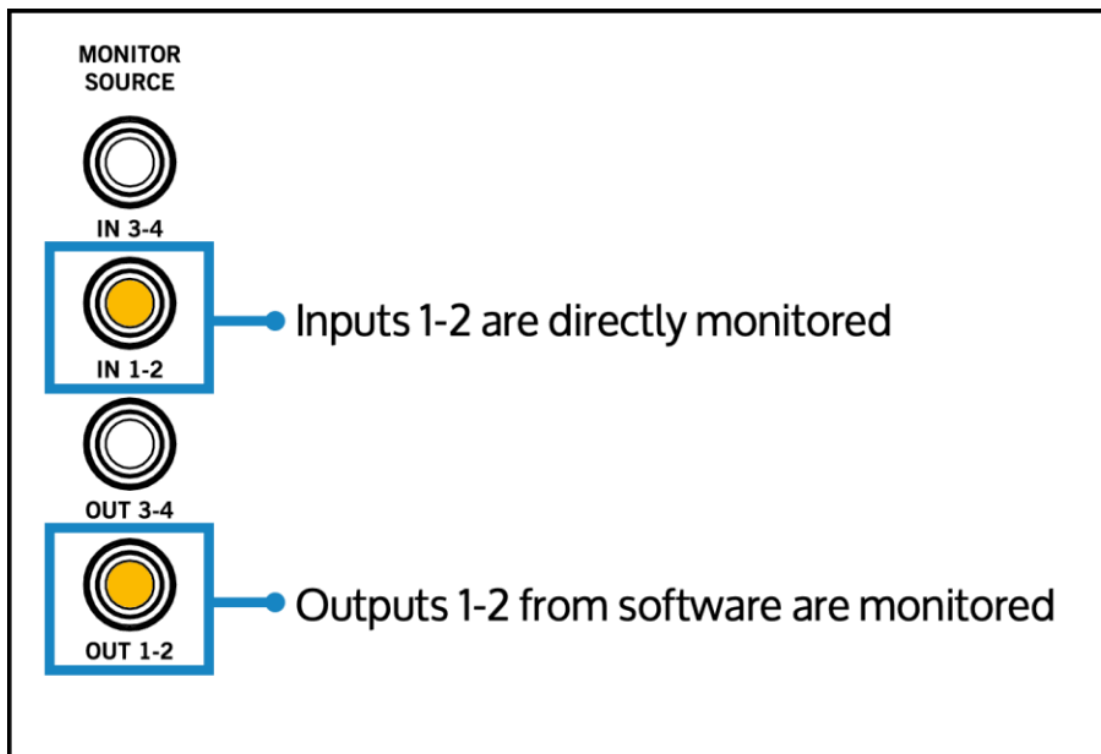 MONITOR
SOURCE
IN 3-4
Inputs 1-2 are directly monitored
IN 1-2
OUT 3-4
Outputs 1-2 from software are monitored
OUT 1-2